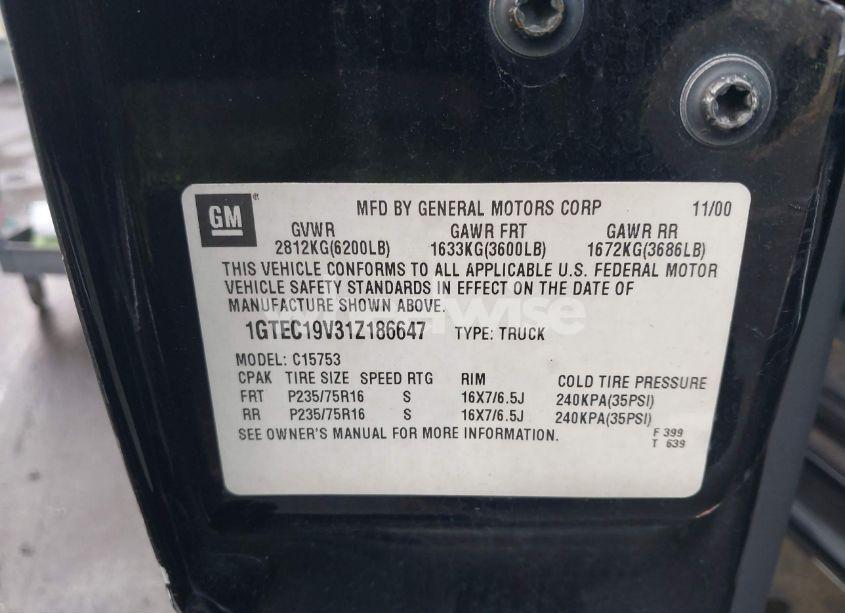 GM
MFD BY GENERAL MOTORS CORP 11/00
GVWR GAWR FRT GAWR RR
2812KG(6200LB) 1633KG(3600LB) 1672KG(3686LB)
THIS VEHICLE CONFORMS TO ALL APPLICABLE U.S. FEDERAL MOTOR
VEHICLE SAFETY STANDARDS IN EFFECT ON THE DATE OF
MANUFACTURE SHOWN ABOVE.
1GTEC19V31Z186647 TYPE: TRUCK
MODEL: C15753
CPAK TIRE SIZE SPEED RTG RIM COLD TIRE PRESSURE
FRT P235/75R16 S 16X7/6.5J 240KPA(35PSI)
RR P235/75R16 S 16X7/6.5J 240KPA(35PSI)
SEE OWNER'S MANUAL FOR MORE INFORMATION.
F 399
T 639